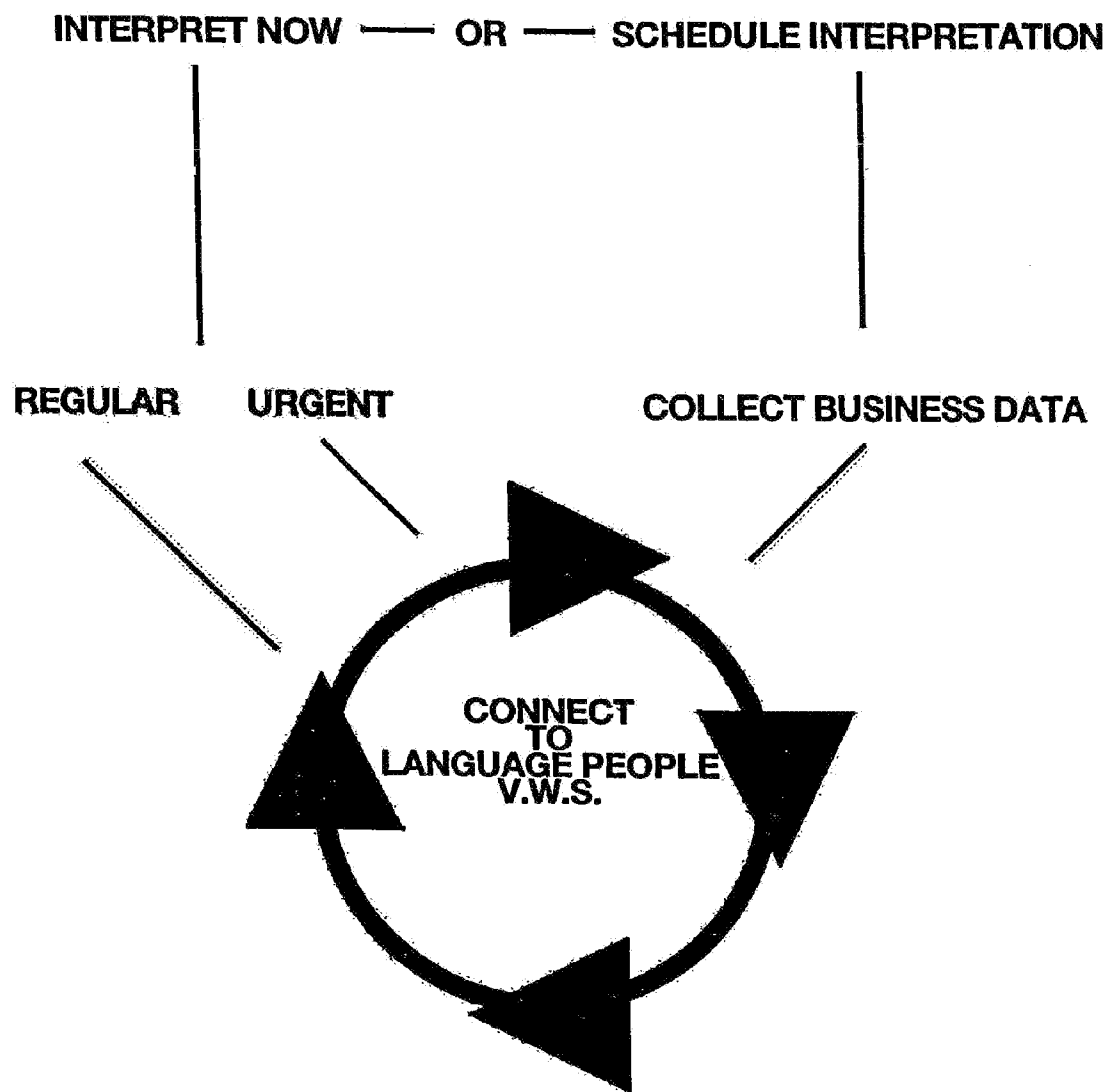 INTERPRET NOW — OR — SCHEDULE INTERPRETATION
REGULAR URGENT COLLECT BUSINESS DATA
CONNECT
TO
LANGUAGE PEOPLE
V.W.S.